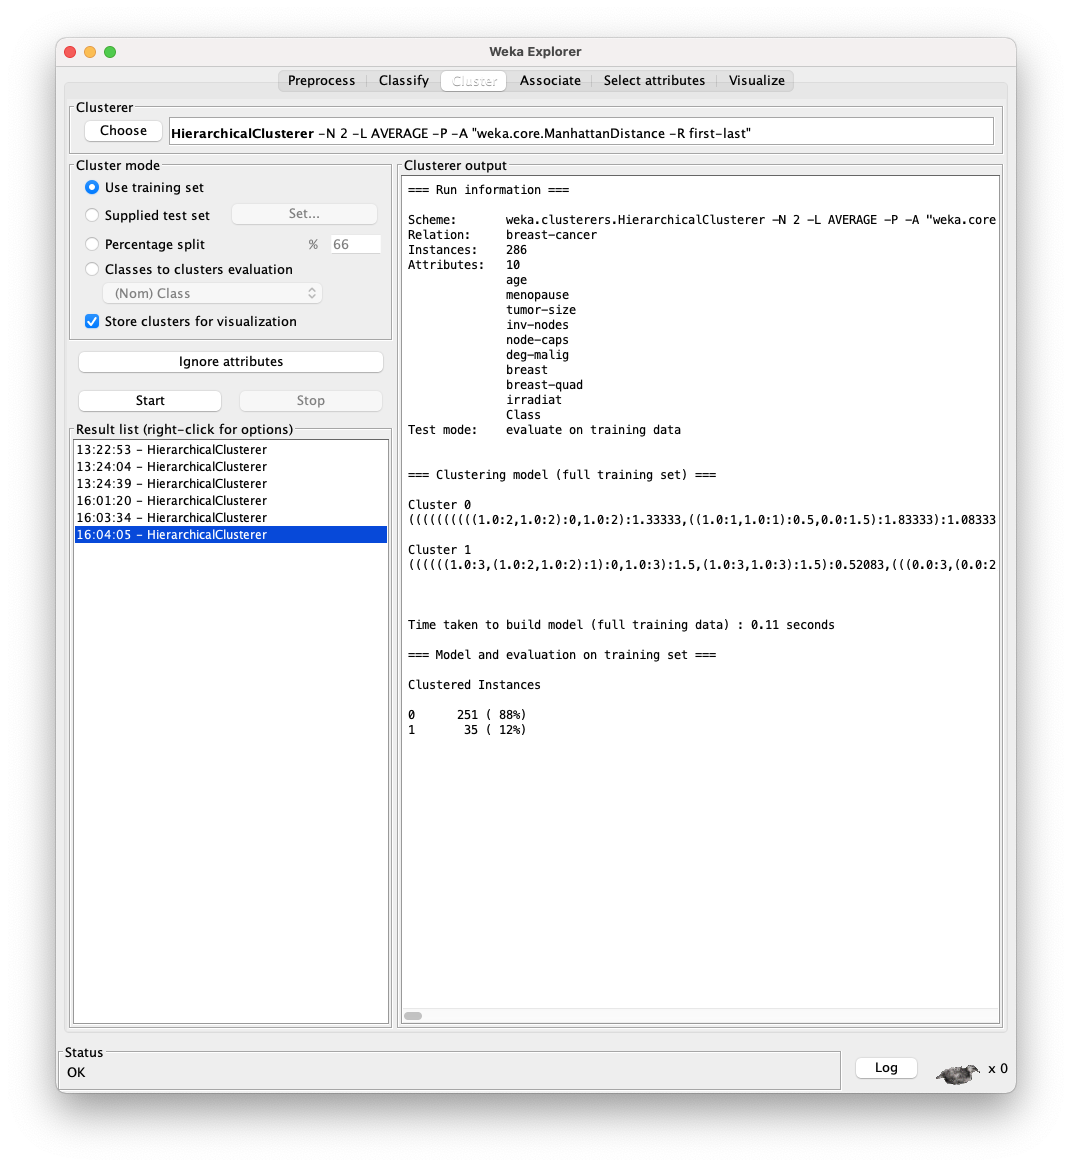 Weka Explorer
Preprocess Classify Cluster Associate Select attributes Visualize
Clusterer
Choose HierarchicalClusterer -N 2 -L AVERAGE -P -A "weka.core.ManhattanDistance -R first-last"
Cluster mode
Use training set
Supplied test set Set...
Percentage split % 66
Classes to clusters evaluation
(Nom) Class
Store clusters for visualization
Ignore attributes
Start Stop
Result list (right-click for options)
13:22:53 - HierarchicalClusterer
13:24:04 - HierarchicalClusterer
13:24:39 - HierarchicalClusterer
16:01:20 - HierarchicalClusterer
16:03:34 - HierarchicalClusterer
16:04:05 - HierarchicalClusterer
Clusterer output
=== Run information ===
Scheme: weka.clusterers.HierarchicalClusterer -N 2 -L AVERAGE -P -A "weka.core
Relation: breast-cancer
Instances: 286
Attributes: 10
age
menopause
tumor-size
inv-nodes
node-caps
deg-malig
breast
breast-quad
irradiat
Class
Test mode: evaluate on training data
=== Clustering model (full training set) ===
Cluster 0
((((((((((1.0:2,1.0:2):0,1.0:2):1.33333,((1.0:1,1.0:1):0.5,0.0:1.5):1.83333):1.08333
Cluster 1
((((((1.0:3,(1.0:2,1.0:2):1):0,1.0:3):1.5,(1.0:3,1.0:3):1.5):0.52083,(((0.0:3,(0.0:2
Time taken to build model (full training data) : 0.11 seconds
=== Model and evaluation on training set ===
Clustered Instances
0 251 ( 88%)
1 35 ( 12%)
Status
OK
Log x 0